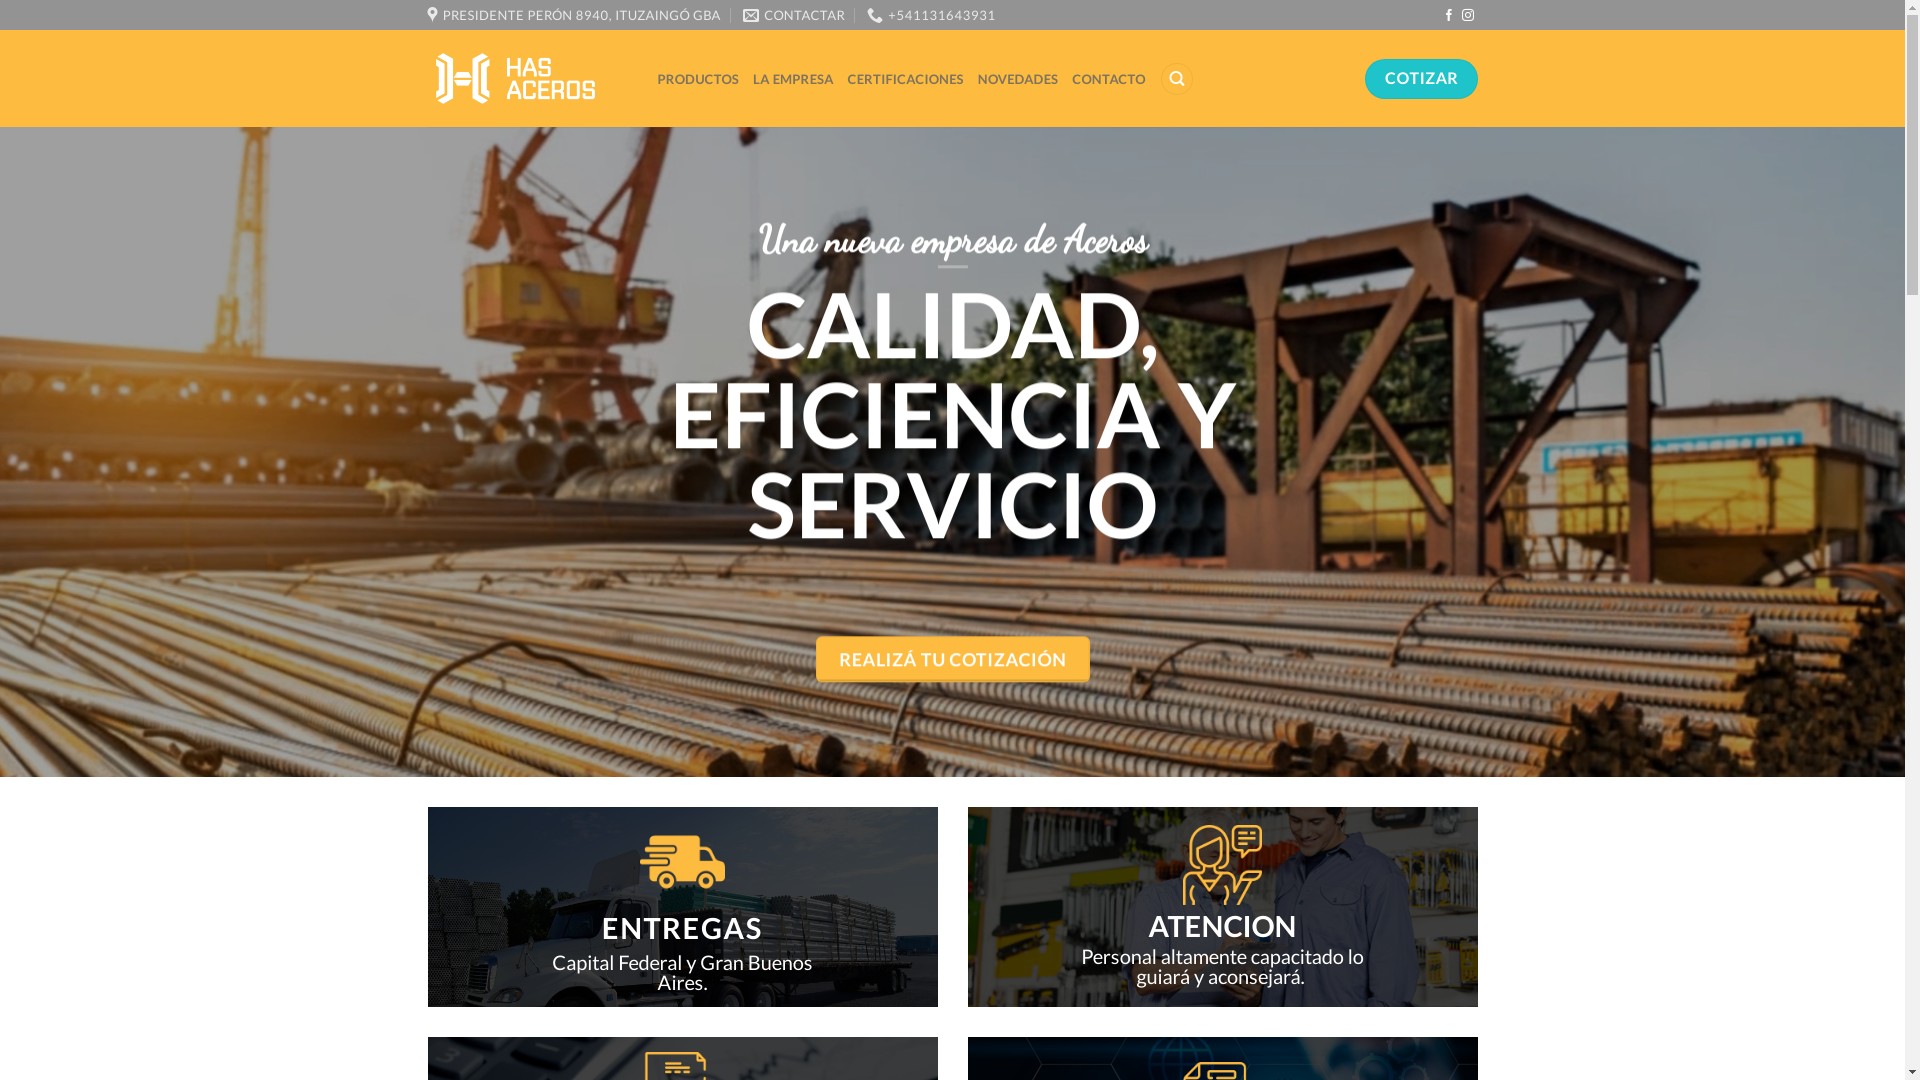 PRESIDENTE PERÓN 8940, ITUZAINGÓ GBA
CONTACTAR
+541131643931
HAS
ACEROS
PRODUCTOS
LA EMPRESA
CERTIFICACIONES
NOVEDADES
CONTACTO
COTIZAR
Una nueva empresa de Aceros
CALIDAD,
EFICIENCIA Y
SERVICIO
REALIZÁ TU COTIZACIÓN
ENTREGAS
Capital Federal y Gran Buenos
Aires.
ATENCION
Personal altamente capacitado lo
guiará y aconsejará.